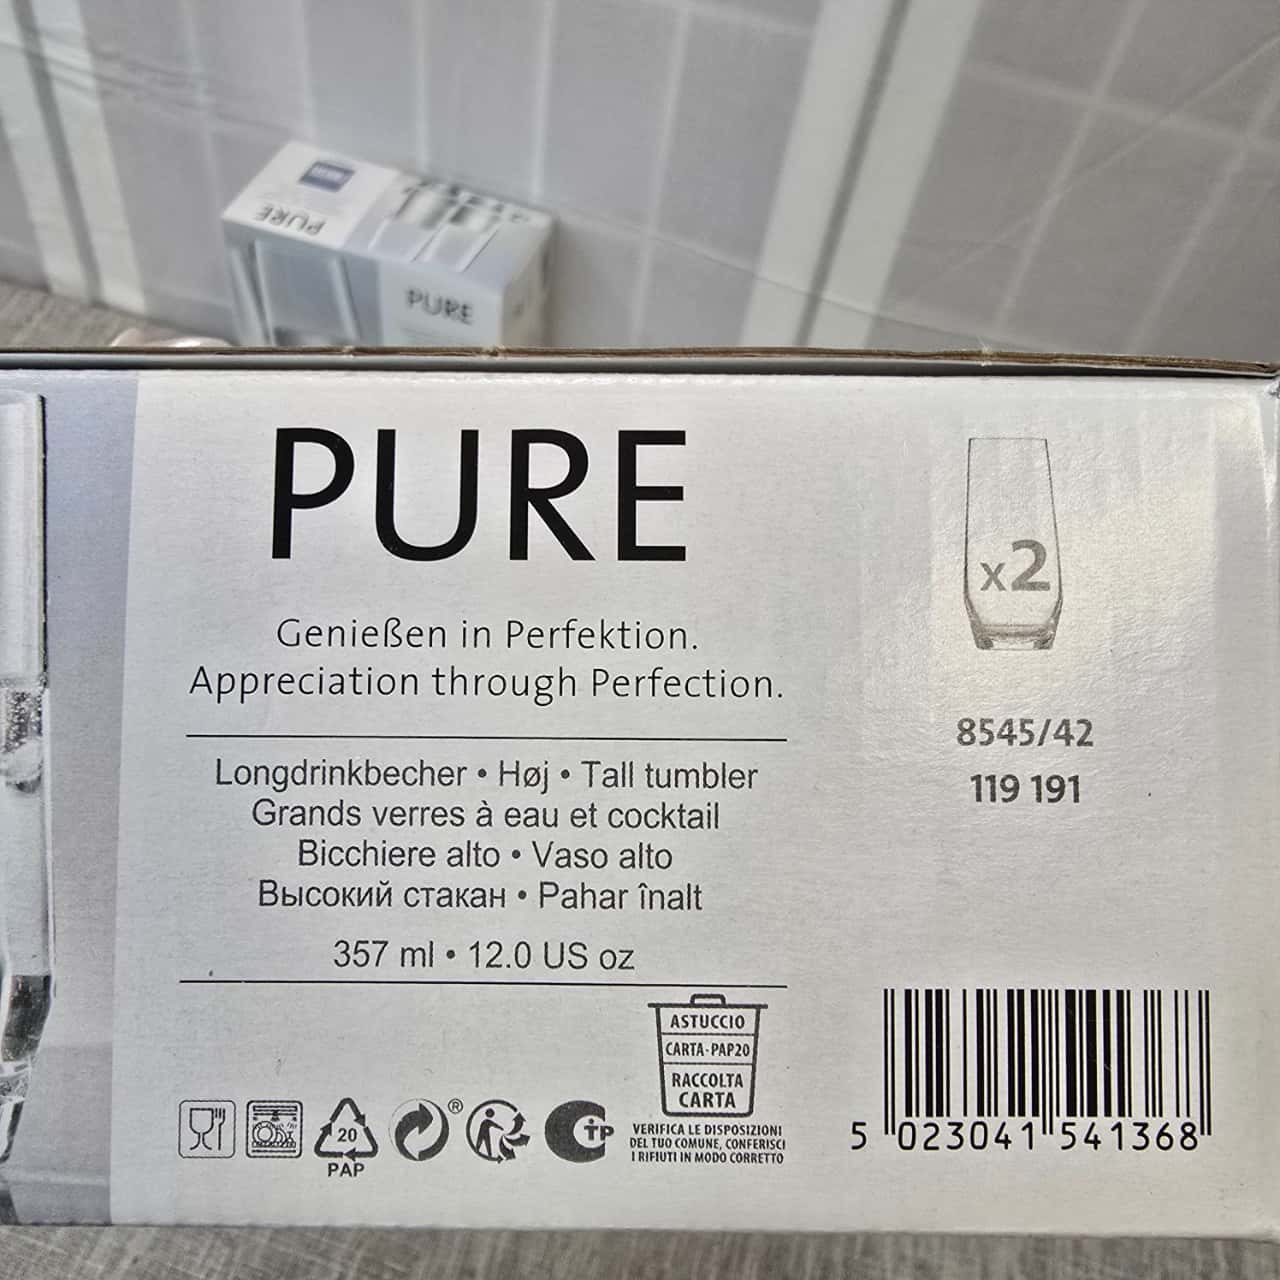 PURE
PURE
PURE
Genießen in Perfektion.
Appreciation through Perfection.
Longdrinkbecher • Høj • Tall tumbler
Grands verres à eau et cocktail
Bicchiere alto • Vaso alto
Высокий стакан • Pahar înalt
357 ml • 12.0 US oz
x2
8545/42
119 191
ASTUCCIO
CARTA-PAP20
RACCOLTA
CARTA
VERIFICA LE DISPOSIZIONI
DEL TUO COMUNE, CONFERISCI
I RIFIUTI IN MODO CORRETTO
20
PAP
®
СTP
5 023041 541368